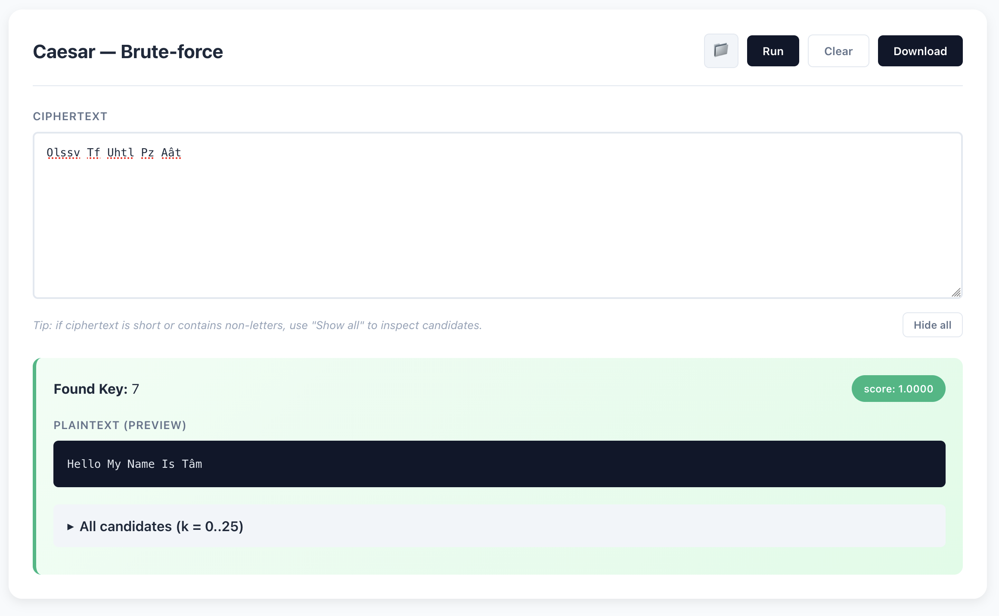 Caesar — Brute-force
Run
Clear
Download
CIPHERTEXT
Olssv Tf Uhtl Pz Aât
Tip: if ciphertext is short or contains non-letters, use "Show all" to inspect candidates.
Hide all
Found Key: 7
score: 1.0000
PLAINTEXT (PREVIEW)
Hello My Name Is Tâm
▸ All candidates (k = 0..25)